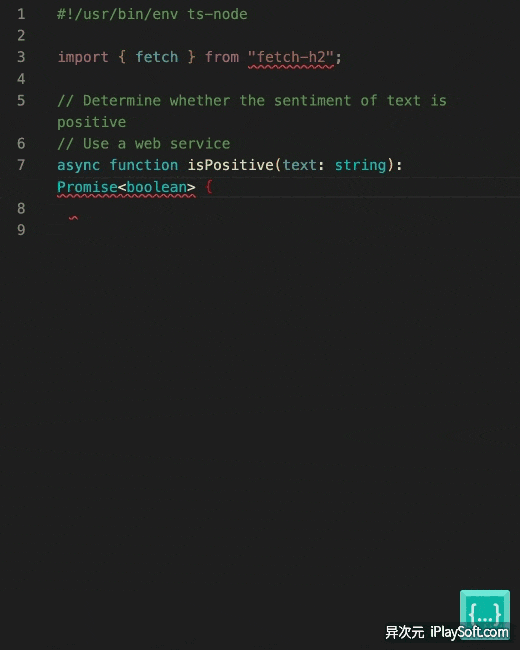 1 #!/usr/bin/env ts-node
2
3 import { fetch } from "fetch-h2";
4
5 // Determine whether the sentiment of text is
positive
6 // Use a web service
7 async function isPositive(text: string):
Promise<boolean> {
8
9
{...}
异次元 iPlaySoft.com